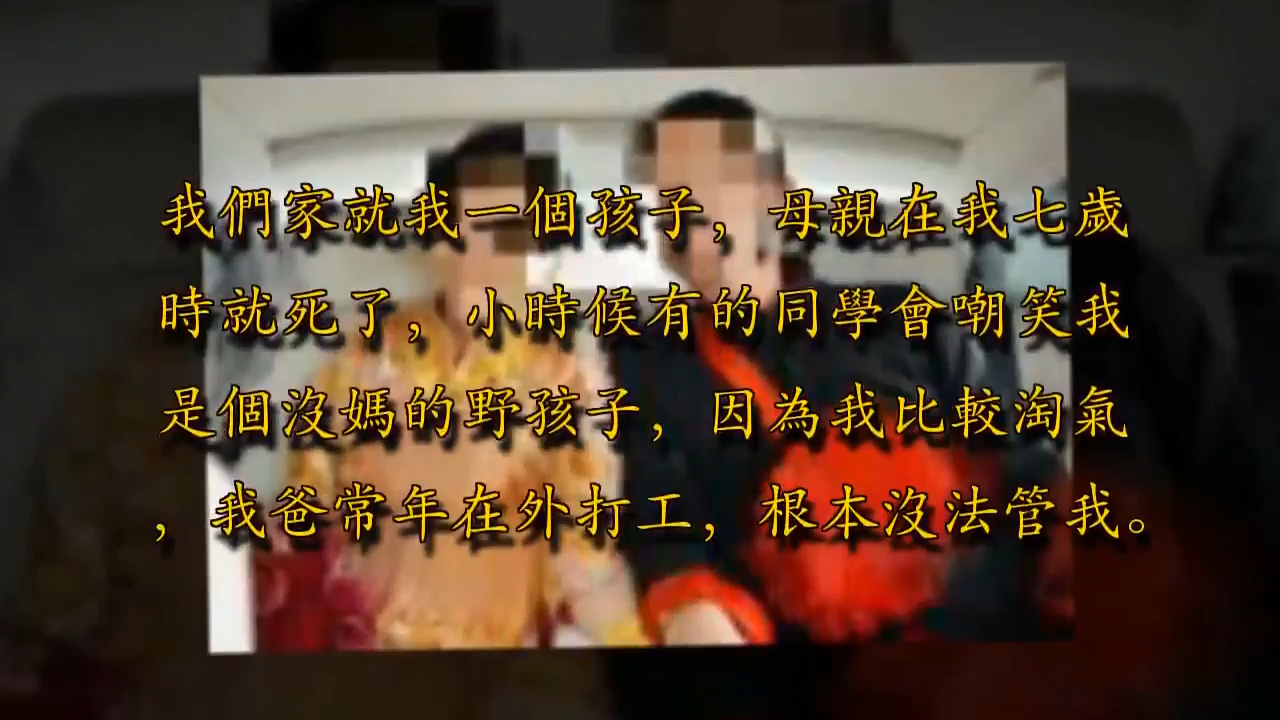 我們家就我一個孩子，母親在我七歲
時就死了，小時侯有的同學會嘲笑我
是個沒媽的野孩子，因為我比較淘氣
，我爸常年在外打工，根本沒法管我。